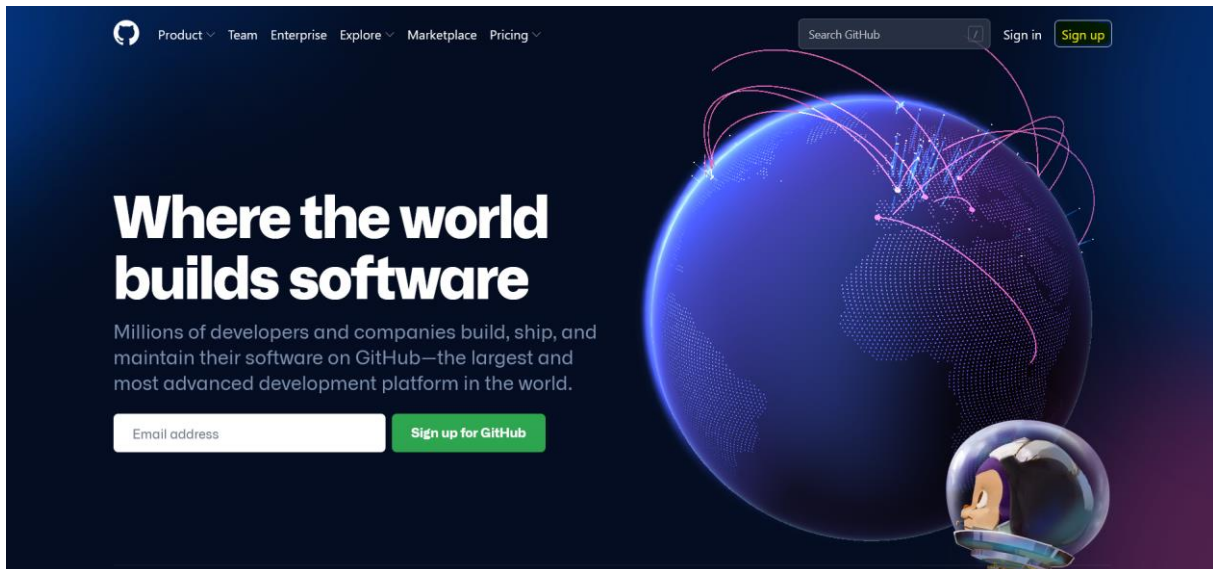 Product Team Enterprise Explore Marketplace Pricing Search GitHub / Sign in Sign up
Where the world
builds software
Millions of developers and companies build, ship, and
maintain their software on GitHub—the largest and
most advanced development platform in the world.
Email address Sign up for GitHub